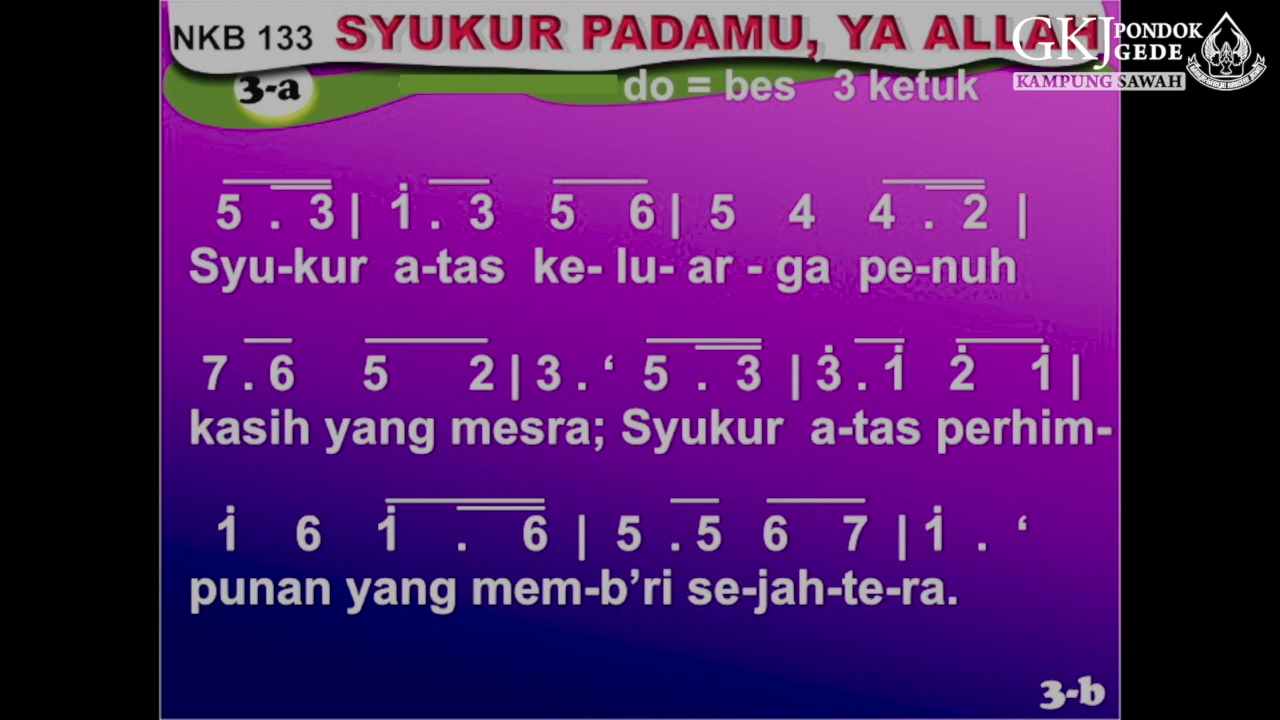 NKB 133 SYUKUR PADAMU, YA ALLAH
GKJ PONDOK GEDE
KAMPUNG SAWAH
3-a
do = bes 3 ketuk
5 . 3 | 1̇ . 3 5 6 | 5 4 4 . 2 |
Syu-kur a-tas ke- lu- ar - ga pe-nuh
7 . 6 5 2 | 3 . ‘ 5 . 3 | 3̇ . 1̇ 2̇ 1̇ |
kasih yang mesra; Syukur a-tas perhim-
1̇ 6 1̇ . 6 | 5 . 5 6 7 | 1̇ . ‘
punan yang mem-b’ri se-jah-te-ra.
3-b